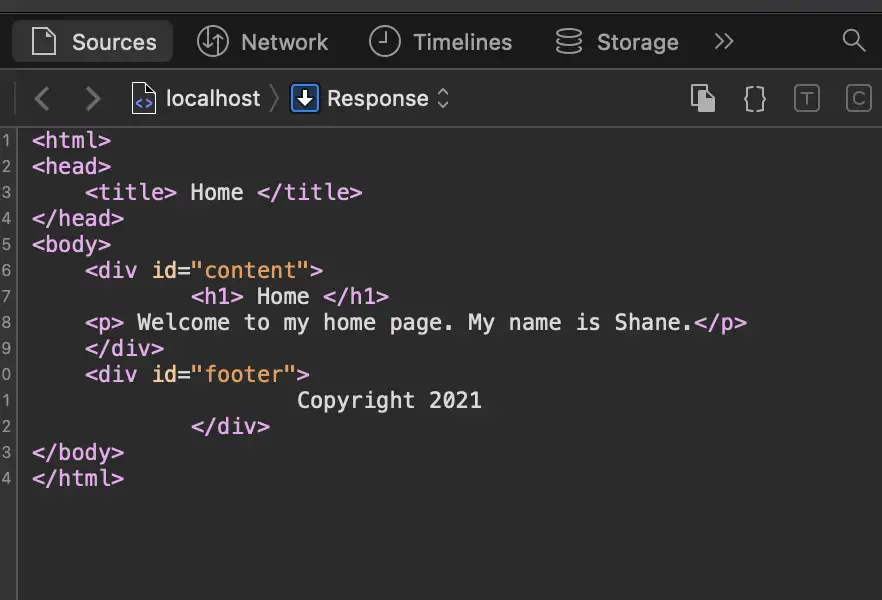 Sources Network Timelines Storage
localhost Response T C
1 <html>
2 <head>
3     <title> Home </title>
4 </head>
5 <body>
6     <div id="content">
7             <h1> Home </h1>
8     <p> Welcome to my home page. My name is Shane.</p>
9     </div>
0     <div id="footer">
1                     Copyright 2021
2             </div>
3 </body>
4 </html>